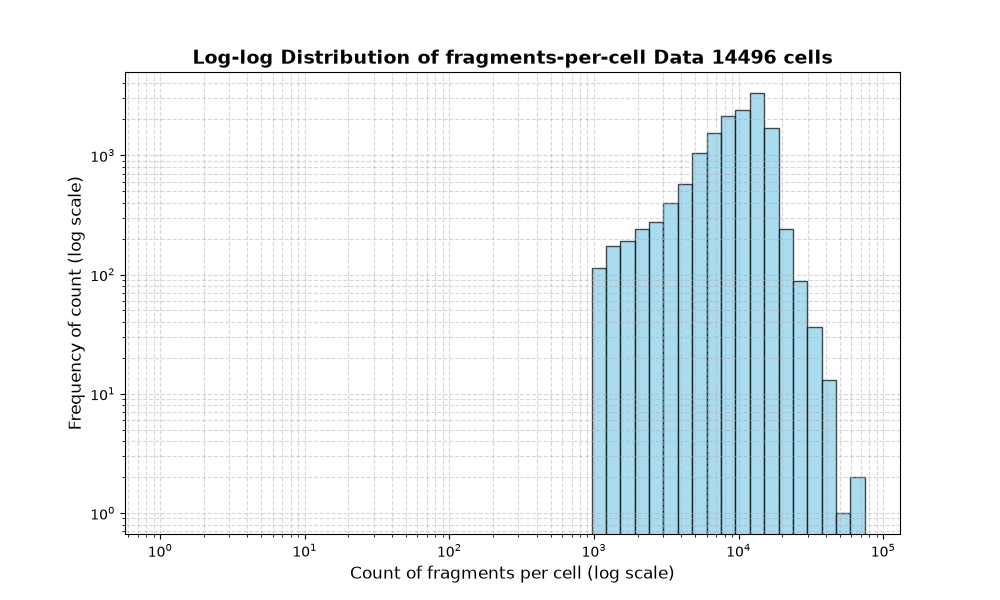 Log-log Distribution of fragments-per-cell Data 14496 cells
Frequency of count (log scale)
10³
10²
10¹
10⁰
10⁰ 10¹ 10² 10³ 10⁴ 10⁵
Count of fragments per cell (log scale)